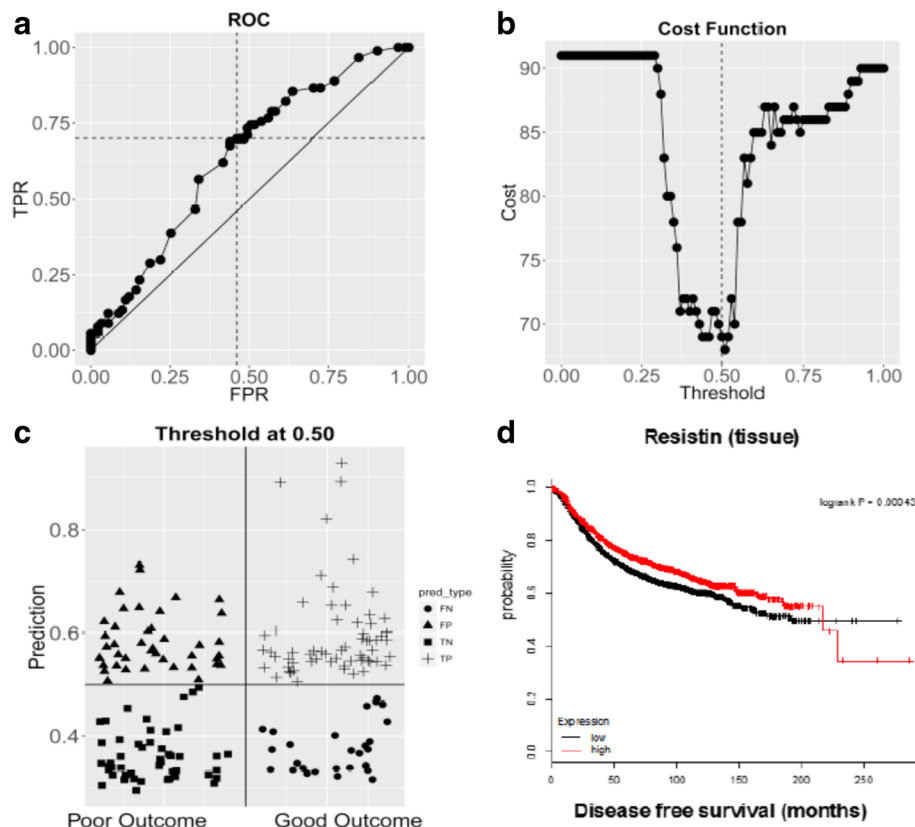 a
ROC
1.00
0.75
0.50
0.25
0.00
TPR
0.00
0.25
0.50
0.75
1.00
FPR
b
Cost Function
90
85
80
75
70
Cost
0.00
0.25
0.50
0.75
1.00
Threshold
c
Threshold at 0.50
0.8
0.6
0.4
Prediction
pred_type
FN
FP
TN
TP
Poor Outcome
Good Outcome
d
Resistin (tissue)
logrank P = 0.00043
1.0
0.8
0.6
0.4
0.2
0.0
probability
Expression
low
high
0
50
100
150
200
250
Disease free survival (months)